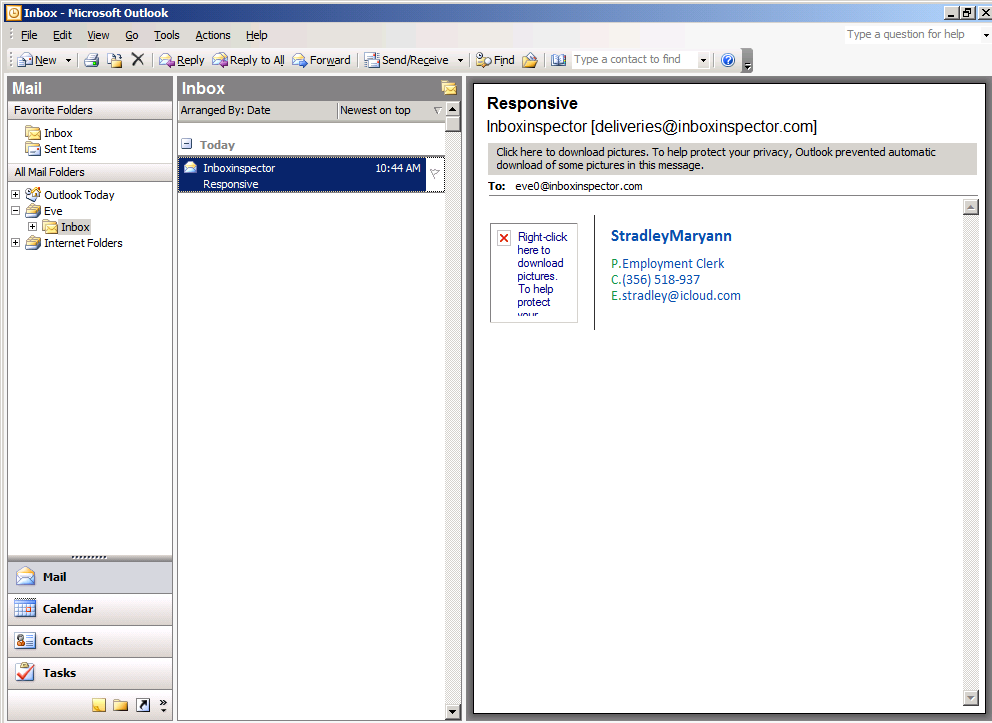 Inbox - Microsoft Outlook
File Edit View Go Tools Actions Help
Type a question for help
New Reply Reply to All Forward Send/Receive Find Type a contact to find
Mail
Favorite Folders
Inbox
Sent Items
All Mail Folders
Outlook Today
Eve
Inbox
Internet Folders
Mail
Calendar
Contacts
Tasks
Inbox
Arranged By: Date Newest on top
Today
Inboxinspector 10:44 AM
Responsive
Responsive
Inboxinspector [deliveries@inboxinspector.com]
Click here to download pictures. To help protect your privacy, Outlook prevented automatic
download of some pictures in this message.
To: eve0@inboxinspector.com
Right-click
here to
download
pictures.
To help
protect
your
StradleyMaryann
P.Employment Clerk
C.(356) 518-937
E.stradley@icloud.com